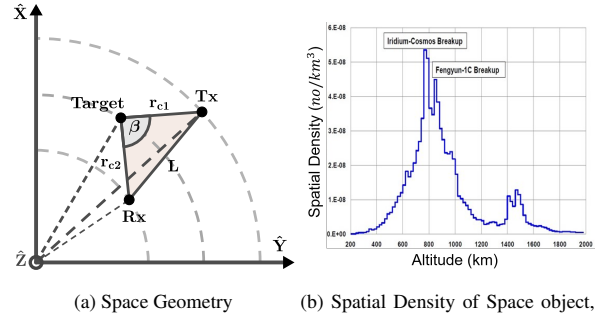 X̂
Target
r_c1
Tx
β
r_c2
L
Rx
Ẑ
Ŷ
(a) Space Geometry
Spatial Density (no/km³)
6.E-08
5.E-08
4.E-08
3.E-08
2.E-08
1.E-08
0.E+00
Iridium-Cosmos Breakup
Fengyun-1C Breakup
200 400 600 800 1000 1200 1400 1600 1800 2000
Altitude (km)
(b) Spatial Density of Space object,